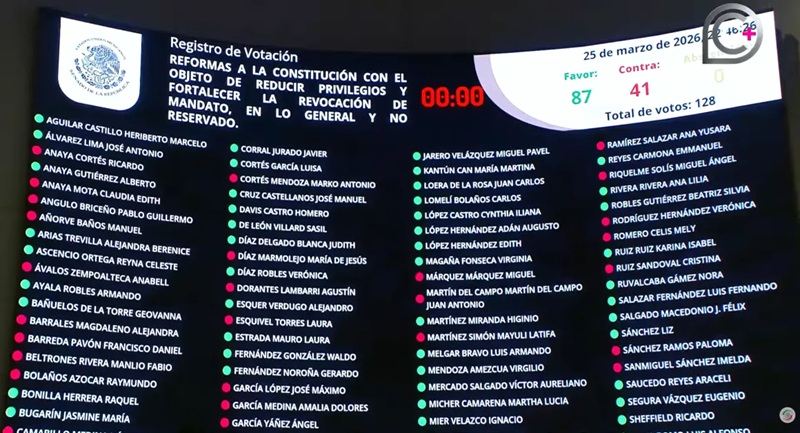 Registro de Votación
REFORMAS A LA CONSTITUCIÓN CON EL
OBJETO DE REDUCIR PRIVILEGIOS Y
FORTALECER LA REVOCACIÓN DE
MANDATO, EN LO GENERAL Y NO
RESERVADO.
00:00
25 de marzo de 2026, 22:46:26
Favor:
87
Contra:
41
0
Total de votos: 128
AGUILAR CASTILLO HERIBERTO MARCELO
ÁLVAREZ LIMA JOSÉ ANTONIO
ANAYA CORTÉS RICARDO
ANAYA GUTIÉRREZ ALBERTO
ANAYA MOTA CLAUDIA EDITH
ANGULO BRICEÑO PABLO GUILLERMO
AÑORVE BAÑOS MANUEL
ARIAS TREVILLA ALEJANDRA BERENICE
ASCENCIO ORTEGA REYNA CELESTE
ÁVALOS ZEMPOALTECA ANABELL
AYALA ROBLES ARMANDO
BAÑUELOS DE LA TORRE GEOVANNA
BARRALES MAGDALENO ALEJANDRA
BARREDA PAVÓN FRANCISCO DANIEL
BELTRONES RIVERA MANLIO FABIO
BOLAÑOS AZOCAR RAYMUNDO
BONILLA HERRERA RAQUEL
BUGARÍN JASMINE MARÍA
CORRAL JURADO JAVIER
CORTÉS GARCÍA LUISA
CORTÉS MENDOZA MARKO ANTONIO
CRUZ CASTELLANOS JOSÉ MANUEL
DAVIS CASTRO HOMERO
DE LEÓN VILLARD SASIL
DÍAZ DELGADO BLANCA JUDITH
DÍAZ MARMOLEJO MARÍA DE JESÚS
DÍAZ ROBLES VERÓNICA
DORANTES LAMBARRI AGUSTÍN
ESQUER VERDUGO ALEJANDRO
ESQUIVEL TORRES LAURA
ESTRADA MAURO LAURA
FERNÁNDEZ GONZÁLEZ WALDO
FERNÁNDEZ NOROÑA GERARDO
GARCÍA LÓPEZ JOSÉ MÁXIMO
GARCÍA MEDINA AMALIA DOLORES
GARCÍA YÁÑEZ ÁNGEL
JARERO VELÁZQUEZ MIGUEL PAVEL
KANTÚN CAN MARÍA MARTINA
LOERA DE LA ROSA JUAN CARLOS
LOMELÍ BOLAÑOS CARLOS
LÓPEZ CASTRO CYNTHIA ILIANA
LÓPEZ HERNÁNDEZ ADÁN AUGUSTO
LÓPEZ HERNÁNDEZ EDITH
MAGAÑA FONSECA VIRGINIA
MÁRQUEZ MÁRQUEZ MIGUEL
MARTÍN DEL CAMPO MARTÍN DEL CAMPO
JUAN ANTONIO
MARTÍNEZ MIRANDA HIGINIO
MARTÍNEZ SIMÓN MAYULI LATIFA
MELGAR BRAVO LUIS ARMANDO
MENDOZA AMEZCUA VIRGILIO
MERCADO SALGADO VÍCTOR AURELIANO
MICHER CAMARENA MARTHA LUCIA
MIER VELAZCO IGNACIO
RAMÍREZ SALAZAR ANA YUSARA
REYES CARMONA EMMANUEL
RIQUELME SOLÍS MIGUEL ÁNGEL
RIVERA RIVERA ANA LILIA
ROBLES GUTIÉRREZ BEATRIZ SILVIA
RODRÍGUEZ HERNÁNDEZ VERÓNICA
ROMERO CELIS MELY
RUIZ RUIZ KARINA ISABEL
RUIZ SANDOVAL CRISTINA
RUVALCABA GÁMEZ NORA
SALAZAR FERNÁNDEZ LUIS FERNANDO
SALGADO MACEDONIO J. FÉLIX
SÁNCHEZ LIZ
SÁNCHEZ RAMOS PALOMA
SANMIGUEL SÁNCHEZ IMELDA
SAUCEDO REYES ARACELI
SEGURA VÁZQUEZ EUGENIO
SHEFFIELD RICARDO